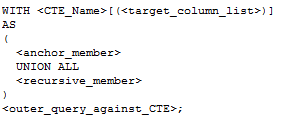 WITH <CTE_Name>[(<target_column_list>)]
AS
(
  <anchor_member>
  UNION ALL
  <recursive_member>
)
<outer_query_against_CTE>;